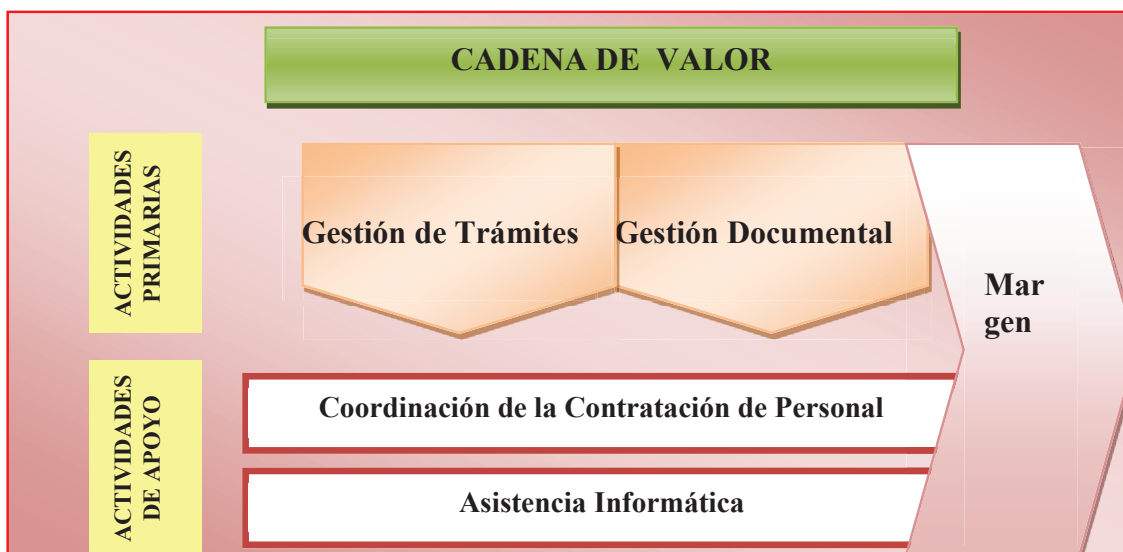 CADENA DE VALOR
ACTIVIDADES
PRIMARIAS
Gestión de Trámites
Gestión Documental
Mar
gen
ACTIVIDADES
DE APOYO
Coordinación de la Contratación de Personal
Asistencia Informática